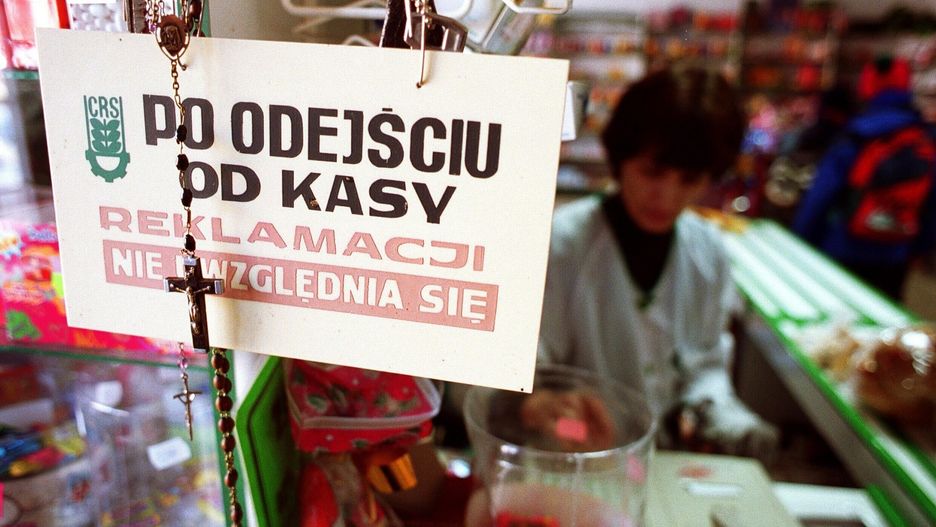 CRS
PO ODEJŚCIU
OD KASY
REKLAMACJI
NIE UWZGLĘDNIA SIĘ